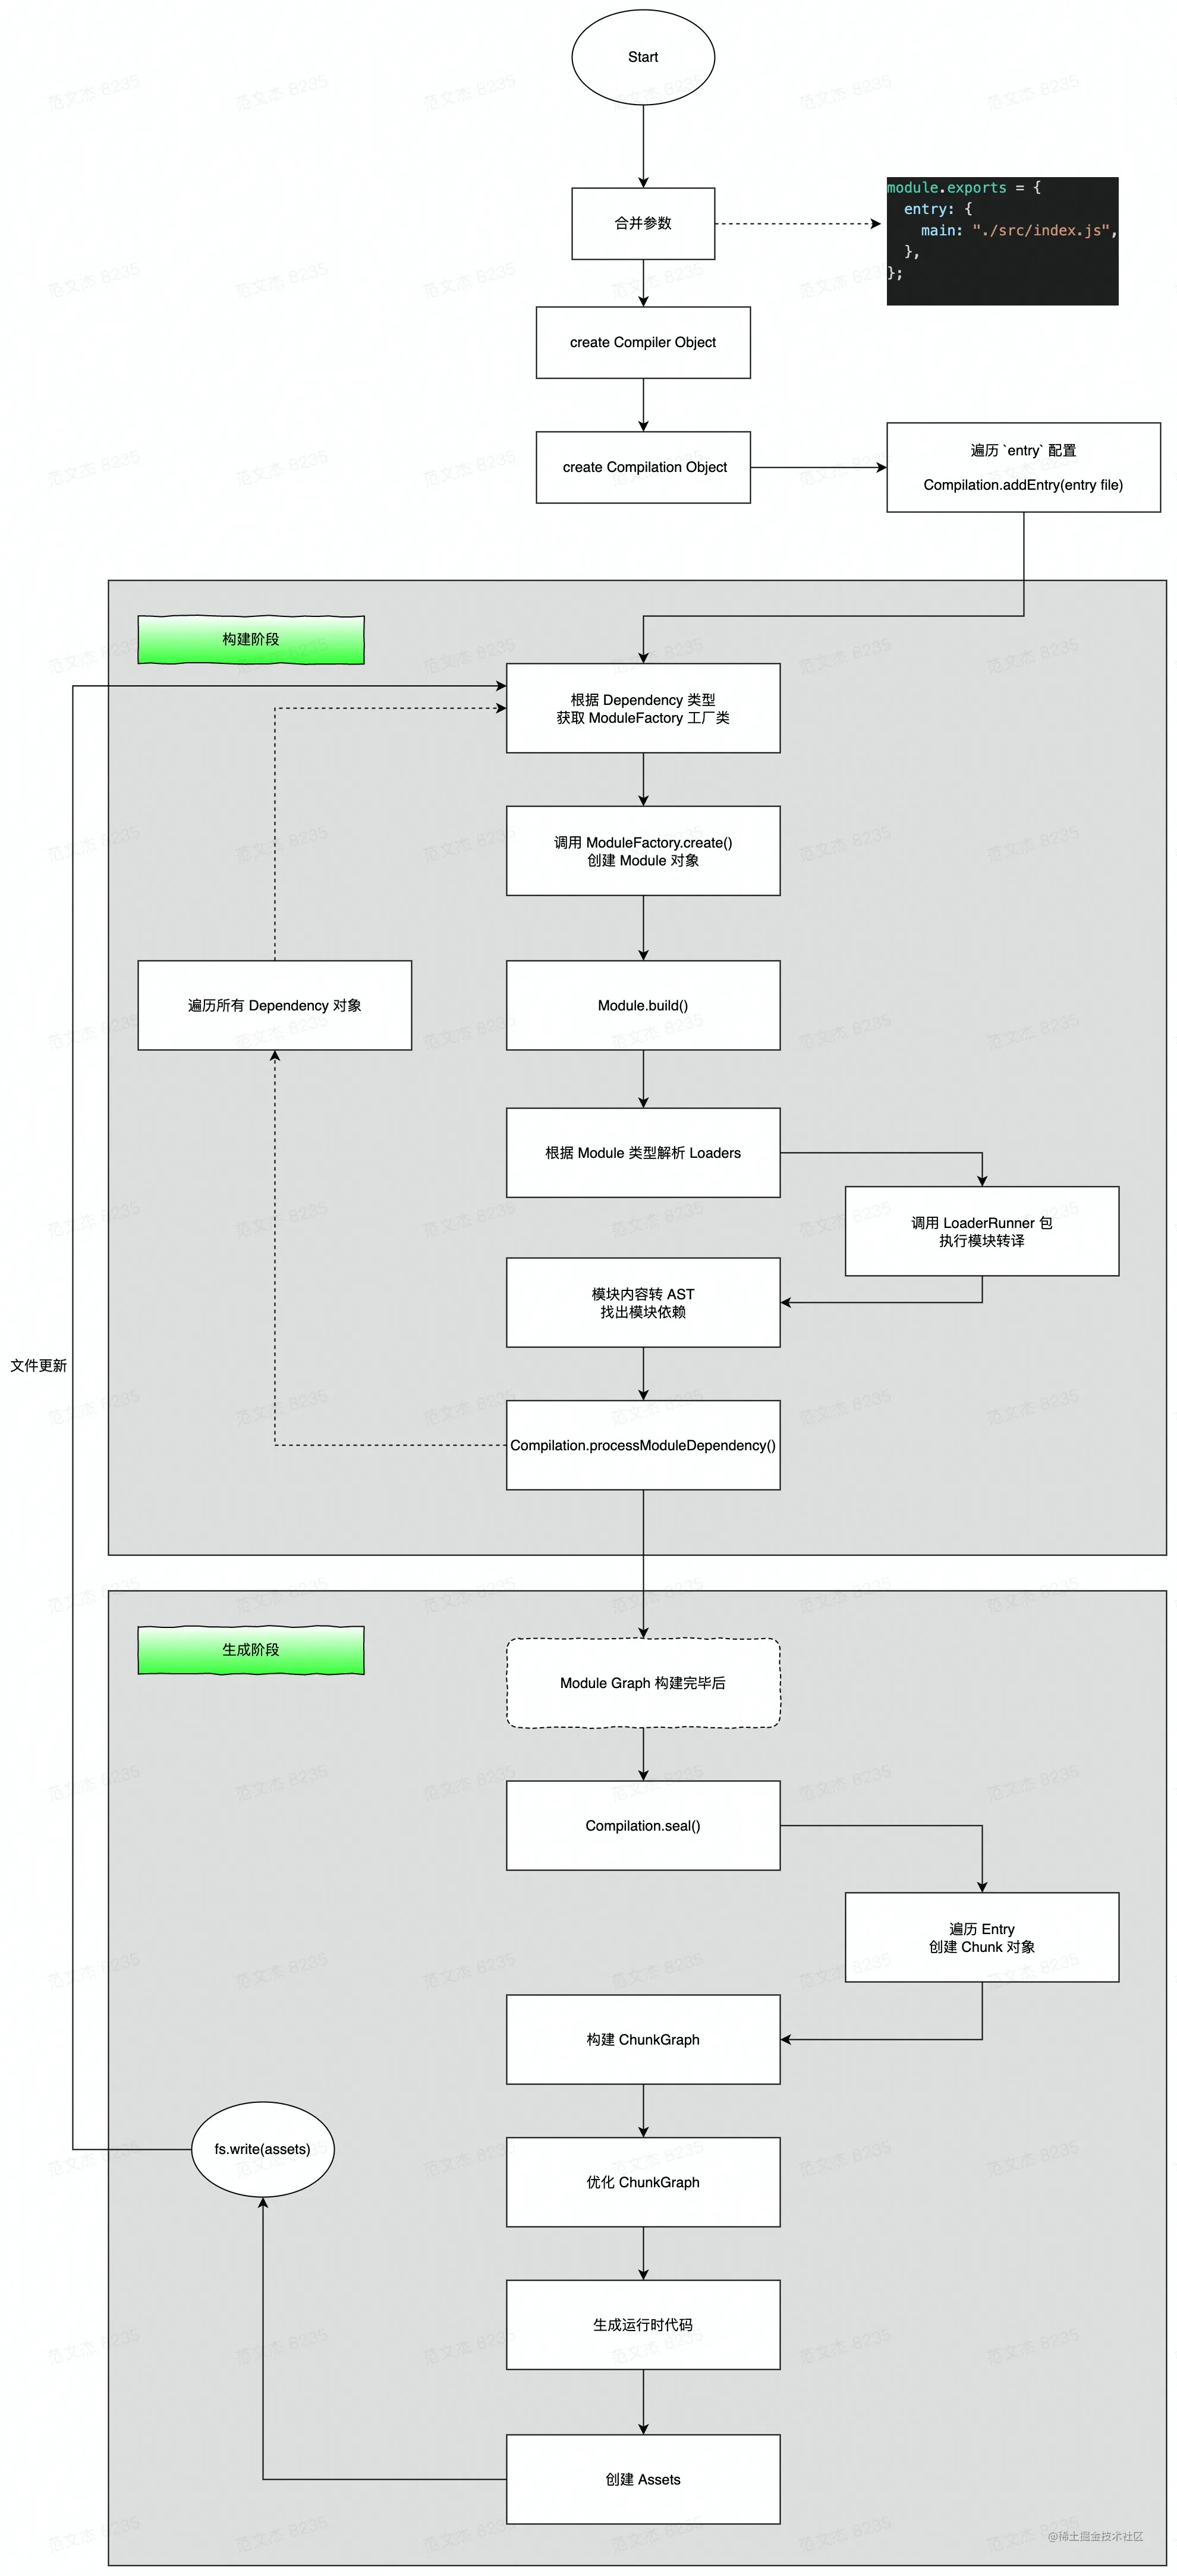 Start
合并参数
module.exports = {
  entry: {
    main: "./src/index.js",
  },
};
create Compiler Object
create Compilation Object
遍历 `entry` 配置
Compilation.addEntry(entry file)
构建阶段
根据 Dependency 类型
获取 ModuleFactory 工厂类
调用 ModuleFactory.create()
创建 Module 对象
遍历所有 Dependency 对象
Module.build()
根据 Module 类型解析 Loaders
调用 LoaderRunner 包
执行模块转译
模块内容转 AST
找出模块依赖
文件更新
Compilation.processModuleDependency()
生成阶段
Module Graph 构建完毕后
Compilation.seal()
遍历 Entry
创建 Chunk 对象
构建 ChunkGraph
fs.write(assets)
优化 ChunkGraph
生成运行时代码
创建 Assets
@稀土掘金技术社区
范文杰 8235